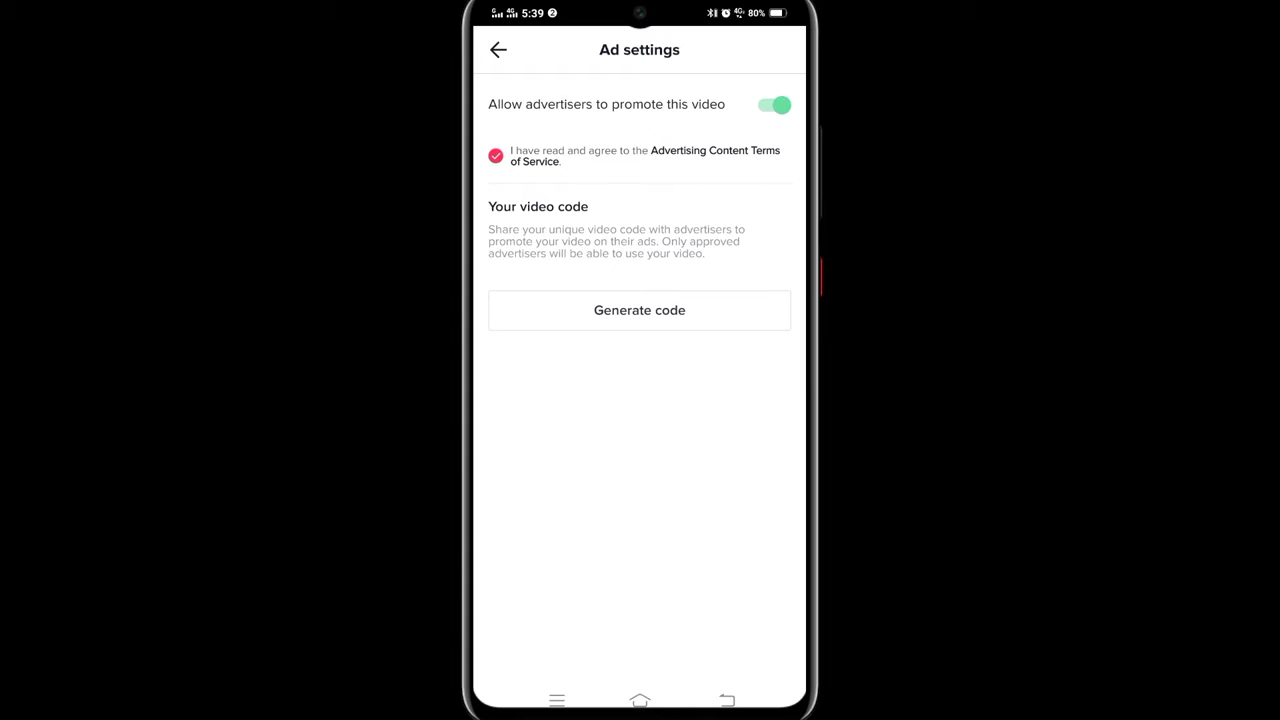 5:39 2 4G 80%
Ad settings
Allow advertisers to promote this video
I have read and agree to the Advertising Content Terms
of Service.
Your video code
Share your unique video code with advertisers to
promote your video on their ads. Only approved
advertisers will be able to use your video.
Generate code